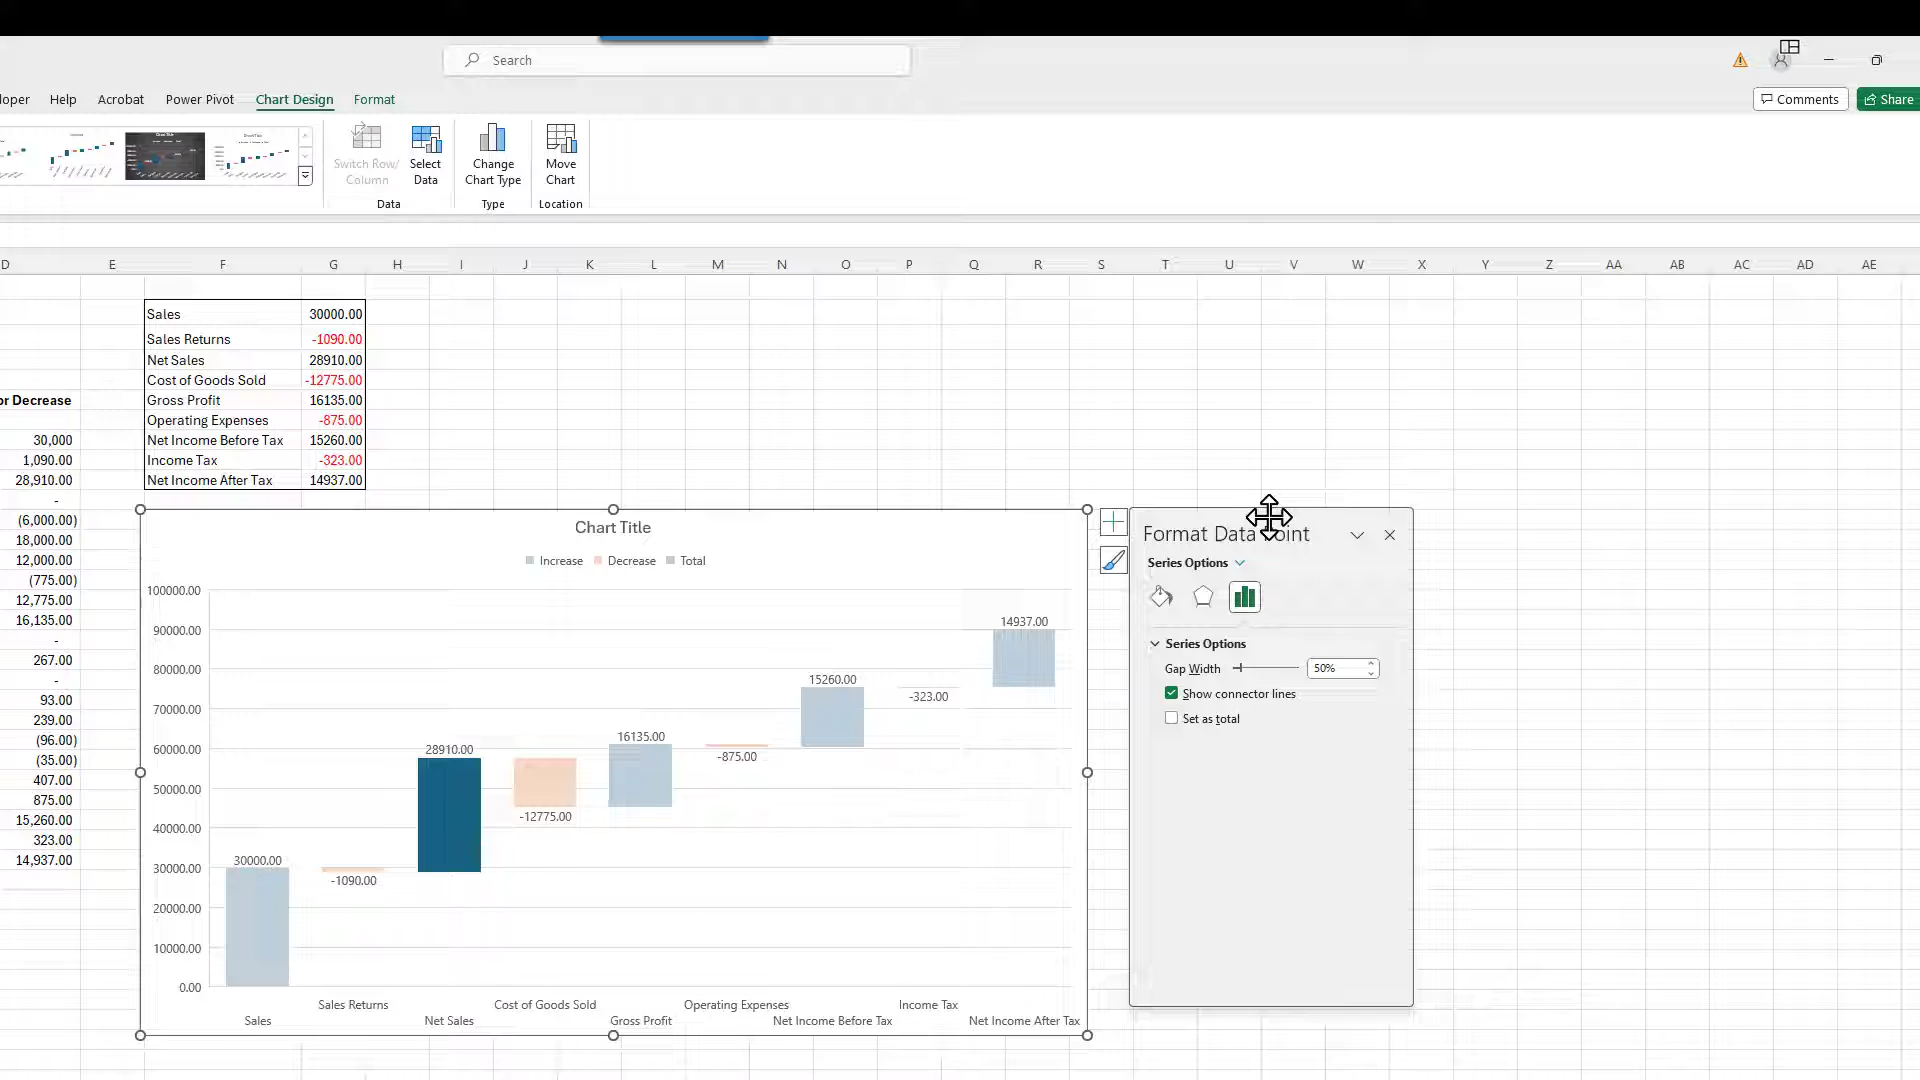 Search
loper Help Acrobat Power Pivot Chart Design Format
Comments Share
Switch Row/
Column
Select
Data
Change
Chart Type
Move
Chart
Data Type Location
D E F G H I J K L M N O P Q R S T U V W X Y Z AA AB AC AD AE
Sales 30000.00
Sales Returns -1090.00
Net Sales 28910.00
Cost of Goods Sold -12775.00
Gross Profit 16135.00
Operating Expenses -875.00
Net Income Before Tax 15260.00
Income Tax -323.00
Net Income After Tax 14937.00
or Decrease
30,000
1,090.00
28,910.00
-
(6,000.00)
18,000.00
12,000.00
(775.00)
12,775.00
16,135.00
-
267.00
-
93.00
239.00
(96.00)
(35.00)
407.00
875.00
15,260.00
323.00
14,937.00
Chart Title
Increase Decrease Total
100000.00
90000.00
80000.00
70000.00
60000.00
50000.00
40000.00
30000.00
20000.00
10000.00
0.00
30000.00
-1090.00
28910.00
-12775.00
16135.00
-875.00
15260.00
-323.00
14937.00
Sales Returns Cost of Goods Sold Operating Expenses Income Tax
Sales Net Sales Gross Profit Net Income Before Tax Net Income After Tax
Format Data Point
Series Options
Series Options
Gap Width 50%
Show connector lines
Set as total